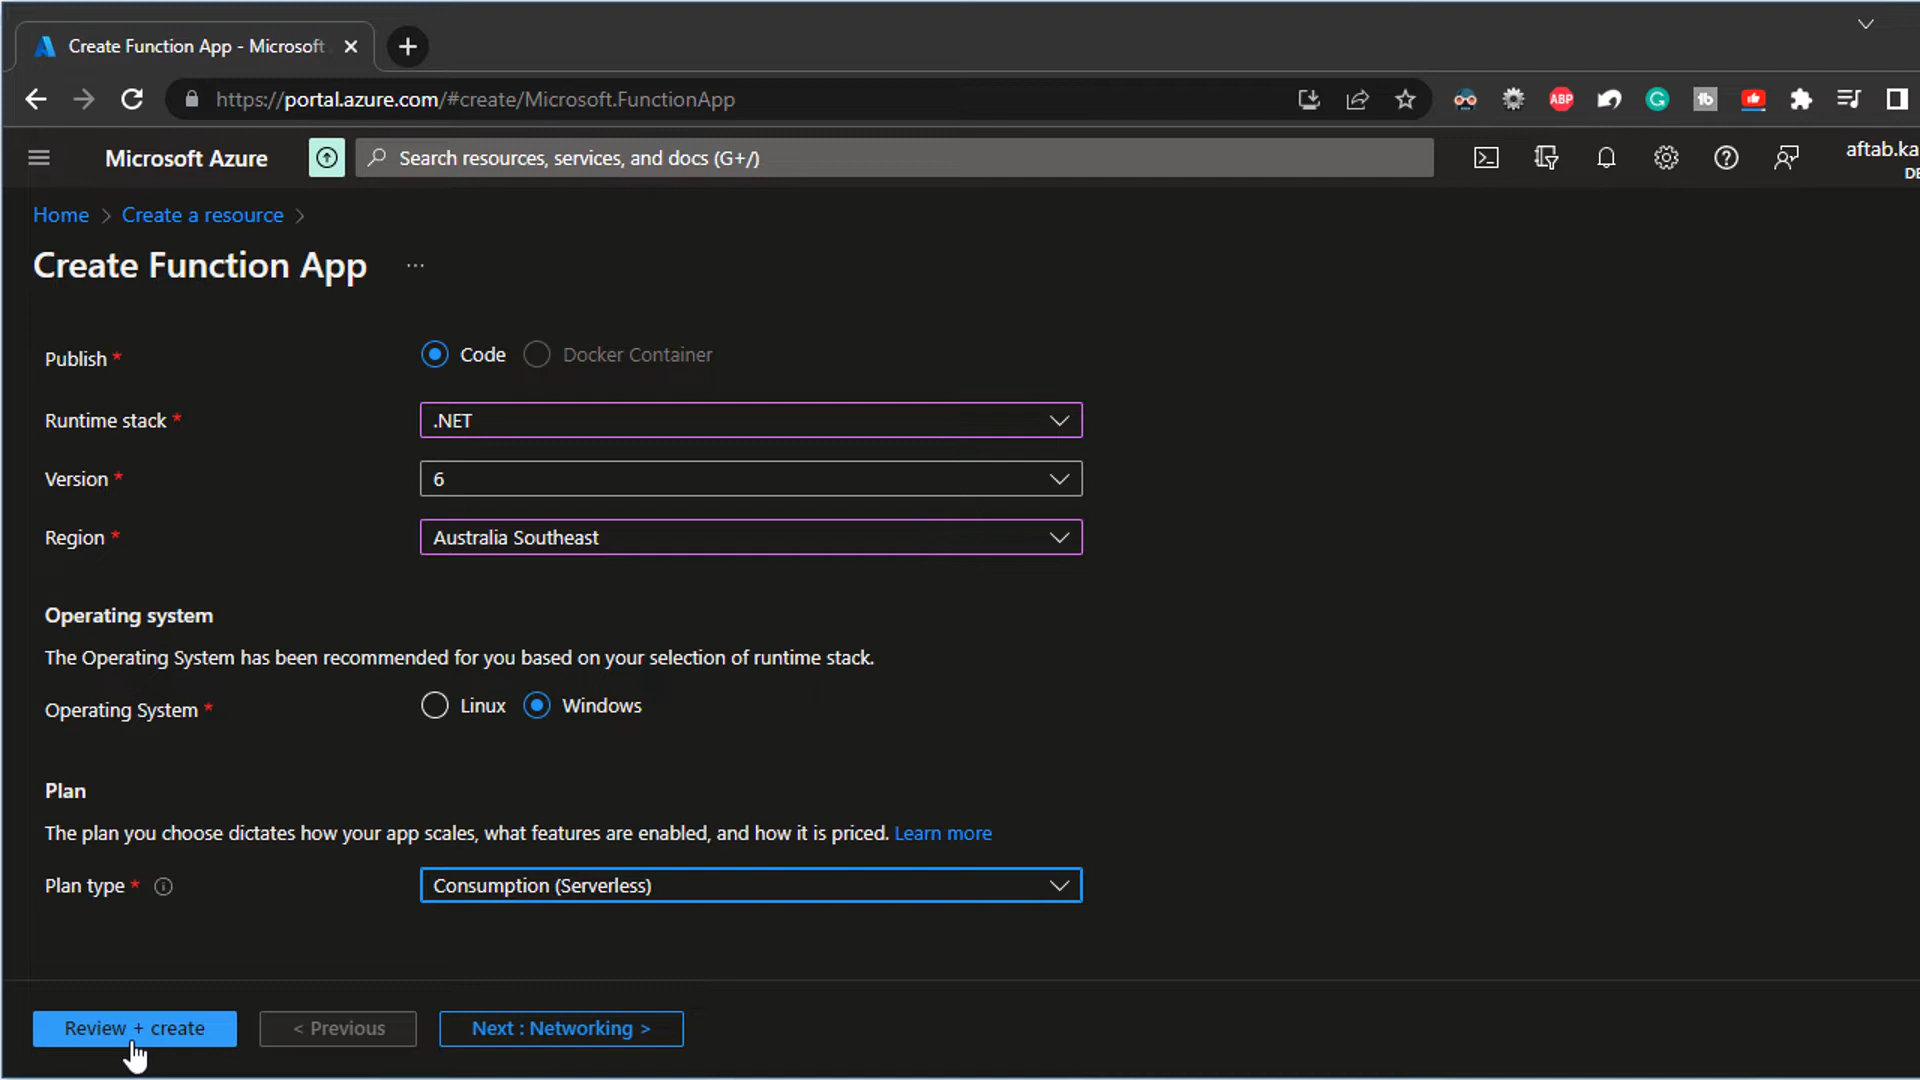 Create Function App - Microsoft
https://portal.azure.com/#create/Microsoft.FunctionApp
ABP
Microsoft Azure
Search resources, services, and docs (G+/)
aftab.ka
DE
Home > Create a resource >
Create Function App ...
Publish *
Code Docker Container
Runtime stack *
.NET
Version *
6
Region *
Australia Southeast
Operating system
The Operating System has been recommended for you based on your selection of runtime stack.
Operating System *
Linux Windows
Plan
The plan you choose dictates how your app scales, what features are enabled, and how it is priced. Learn more
Plan type *
Consumption (Serverless)
Review + create
< Previous
Next : Networking >